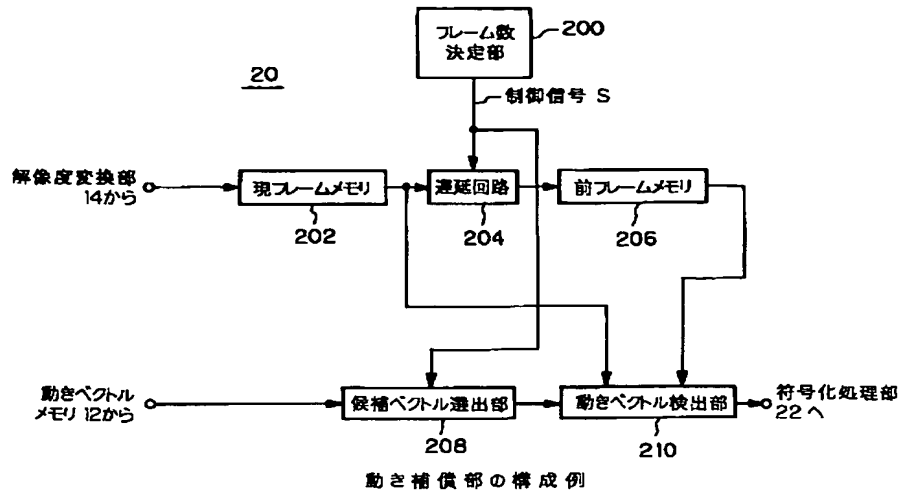 フレーム数
決定部
200
20
制御信号 S
解像度変換部
14から
現フレームメモリ
遅延回路
前フレームメモリ
202
204
206
動きベクトル
メモリ 12から
候補ベクトル選出部
動きベクトル検出部
符号化処理部
22へ
208
210
動き補償部の構成例